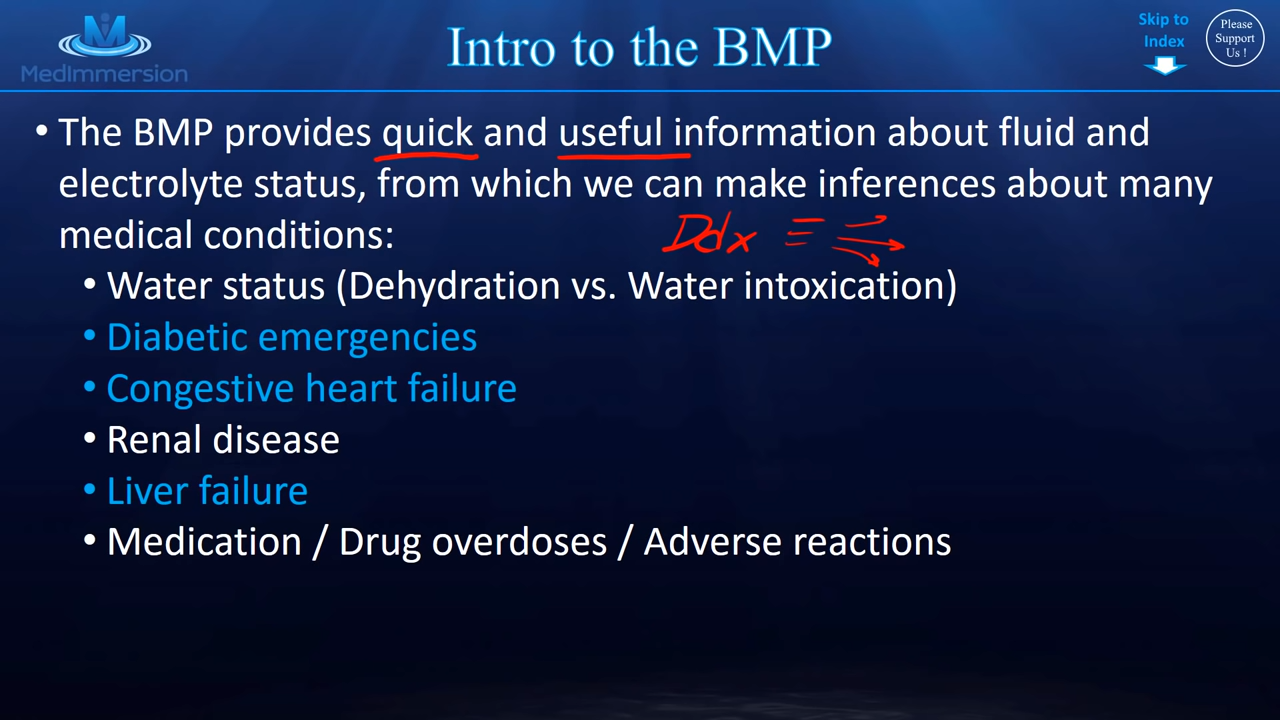 MedImmersion
Intro to the BMP
Skip to
Index
Please
Support
Us !
• The BMP provides quick and useful information about fluid and
electrolyte status, from which we can make inferences about many
medical conditions:
Ddx
• Water status (Dehydration vs. Water intoxication)
• Diabetic emergencies
• Congestive heart failure
• Renal disease
• Liver failure
• Medication / Drug overdoses / Adverse reactions